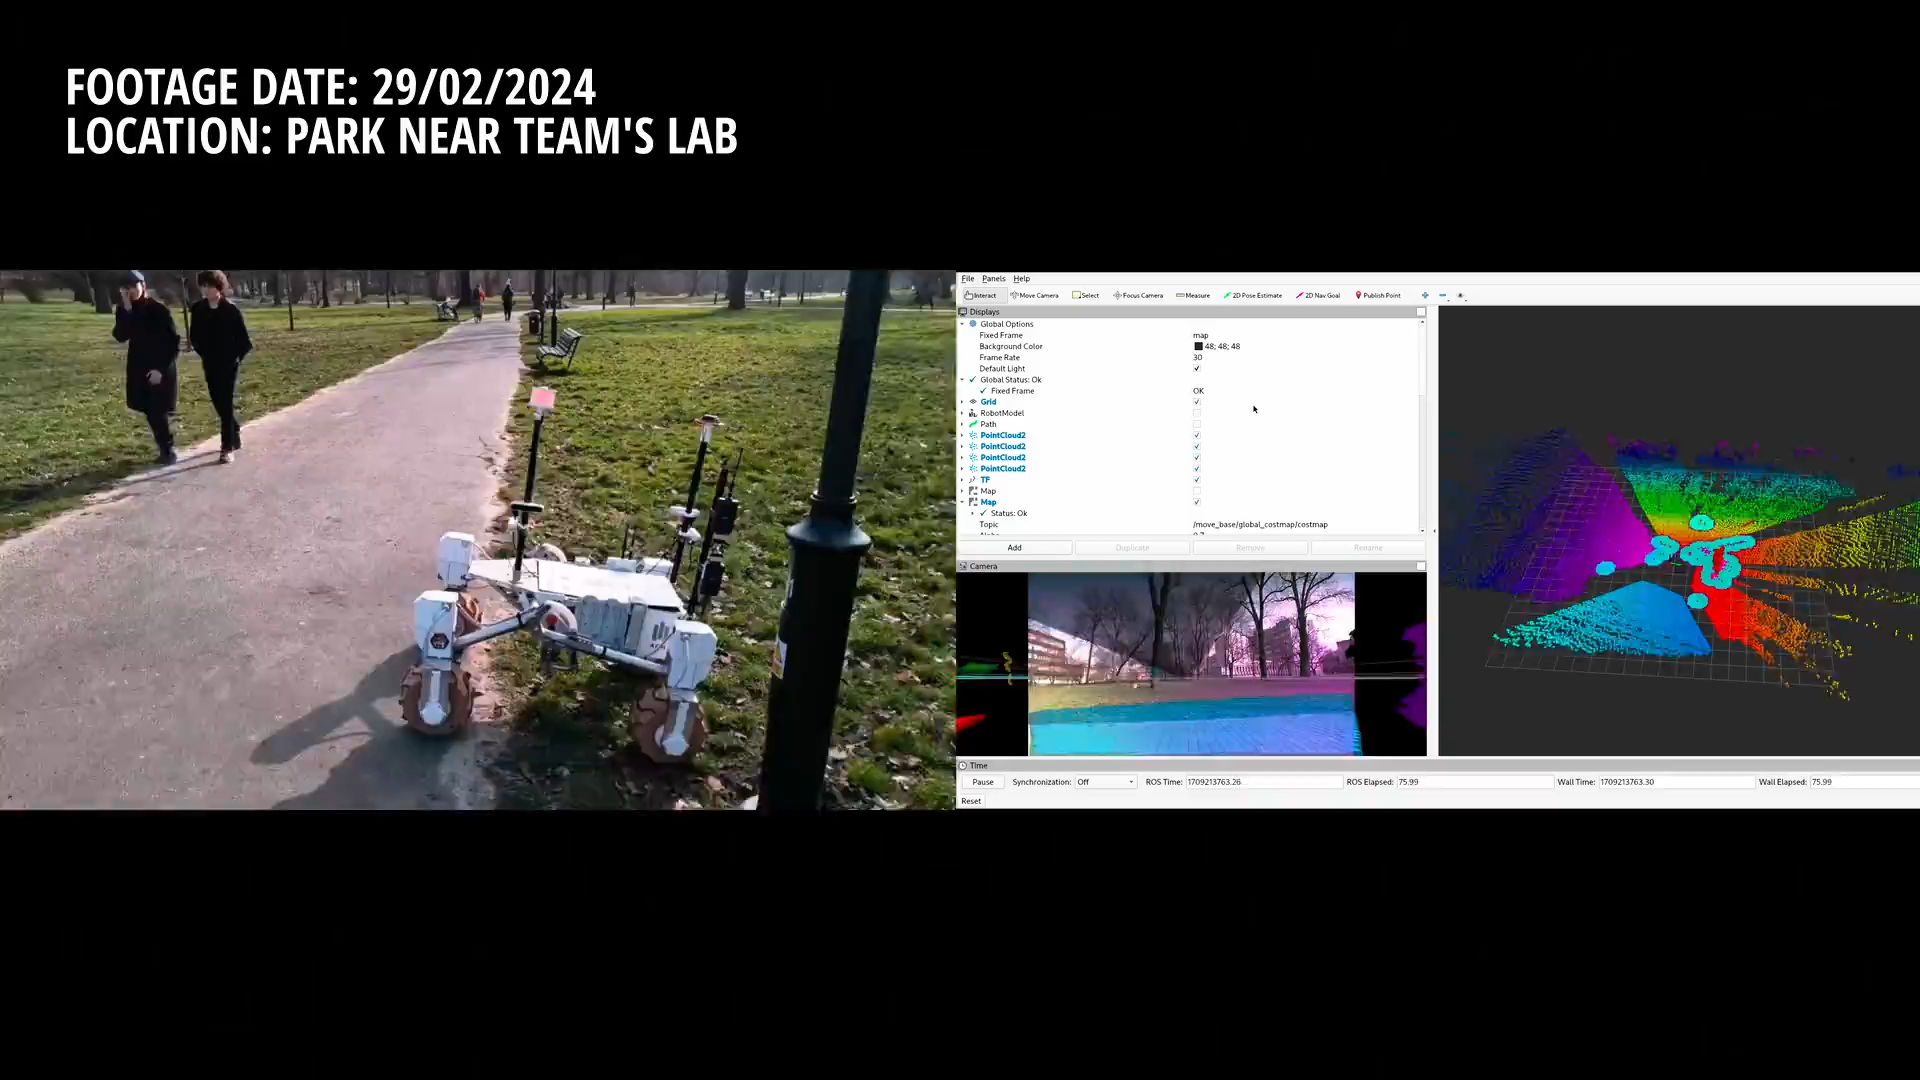 FOOTAGE DATE: 29/02/2024
LOCATION: PARK NEAR TEAM'S LAB
File Panels Help
Interact Move Camera Select Focus Camera Measure 2D Pose Estimate 2D Nav Goal Publish Point
Displays
Global Options
Fixed Frame map
Background Color 48; 48; 48
Frame Rate 30
Default Light
Global Status: Ok
Fixed Frame OK
Grid
RobotModel
Path
PointCloud2
PointCloud2
PointCloud2
PointCloud2
TF
Map
Map
Status: Ok
Topic /move_base/global_costmap/costmap
Add Duplicate Remove Rename
Camera
Time
Pause Synchronization: Off ROS Time: 1709213763.26 ROS Elapsed: 75.99 Wall Time: 1709213763.30 Wall Elapsed: 75.99
Reset